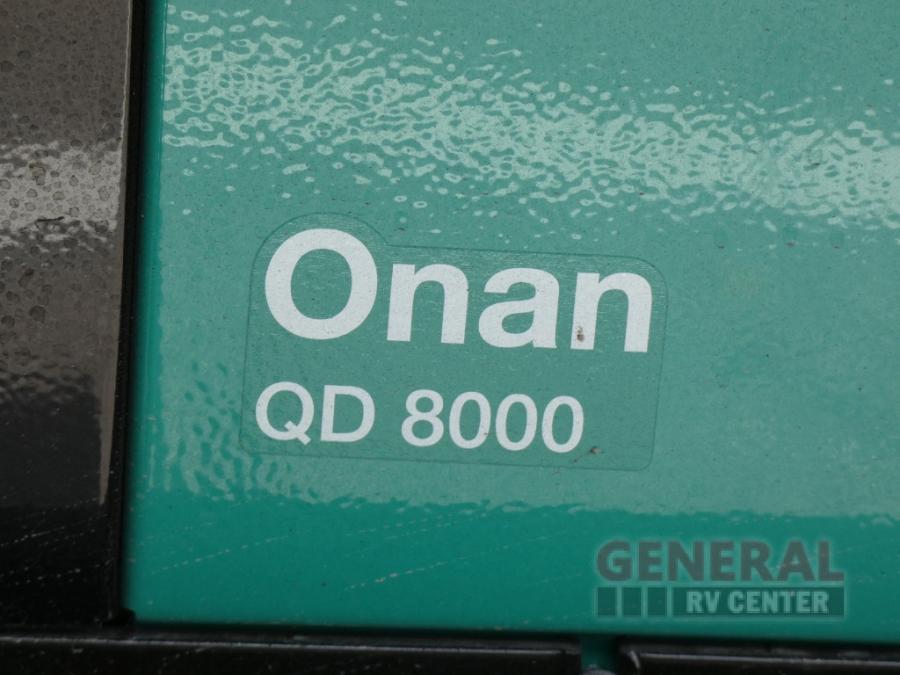 Onan
QD 8000
GENERAL
RV CENTER